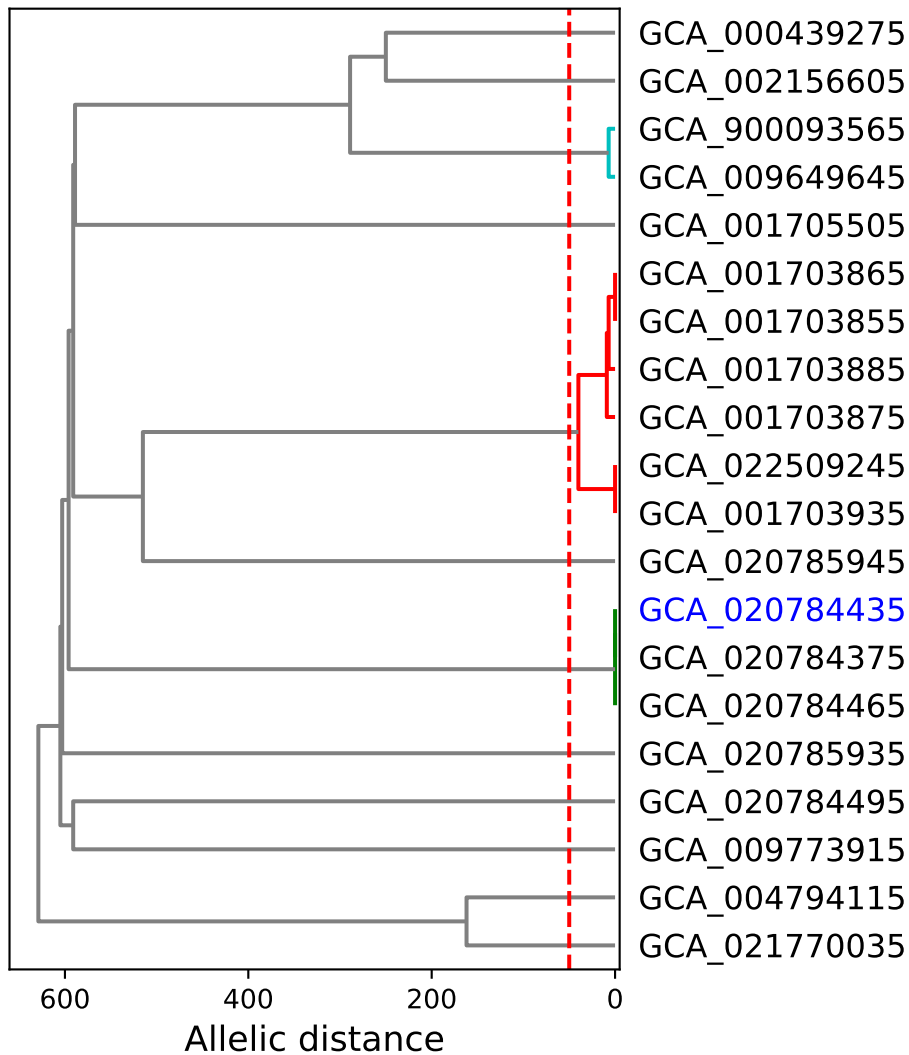 GCA_000439275
GCA_002156605
GCA_900093565
GCA_009649645
GCA_001705505
GCA_001703865
GCA_001703855
GCA_001703885
GCA_001703875
GCA_022509245
GCA_001703935
GCA_020785945
GCA_020784435
GCA_020784375
GCA_020784465
GCA_020785935
GCA_020784495
GCA_009773915
GCA_004794115
GCA_021770035
600 400 200 0
Allelic distance